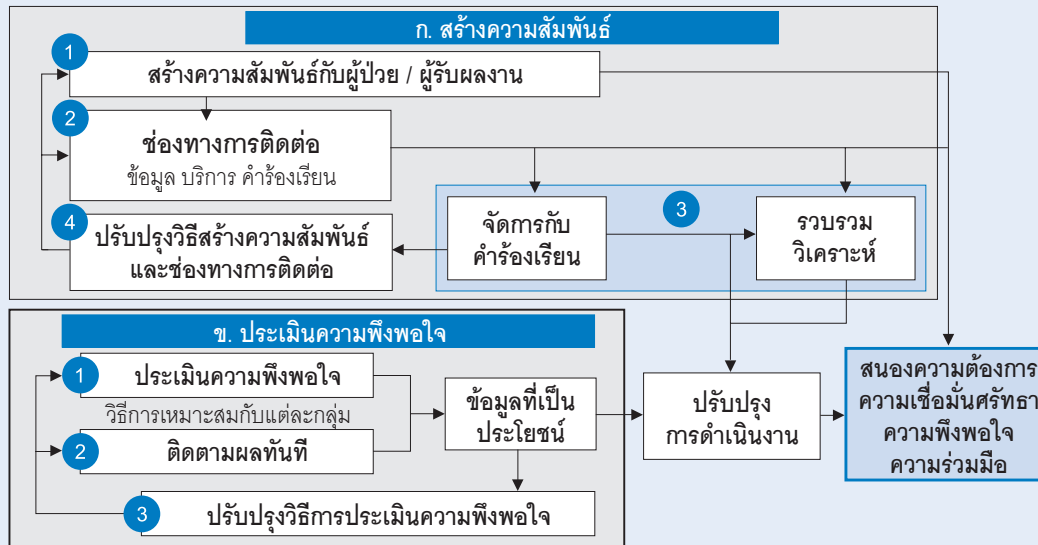 ก. สร้างความสัมพันธ์
1
สร้างความสัมพันธ์กับผู้ป่วย / ผู้รับผลงาน
2
ช่องทางการติดต่อ
ข้อมูล บริการ คำร้องเรียน
3
จัดการกับ
คำร้องเรียน
รวบรวม
วิเคราะห์
4
ปรับปรุงวิธีสร้างความสัมพันธ์
และช่องทางการติดต่อ
ข. ประเมินความพึงพอใจ
1
ประเมินความพึงพอใจ
วิธีการเหมาะสมกับแต่ละกลุ่ม
2
ติดตามผลทันที
ข้อมูลที่เป็น
ประโยชน์
3
ปรับปรุงวิธีการประเมินความพึงพอใจ
ปรับปรุง
การดำเนินงาน
สนองความต้องการ
ความเชื่อมั่นศรัทธา
ความพึงพอใจ
ความร่วมมือ